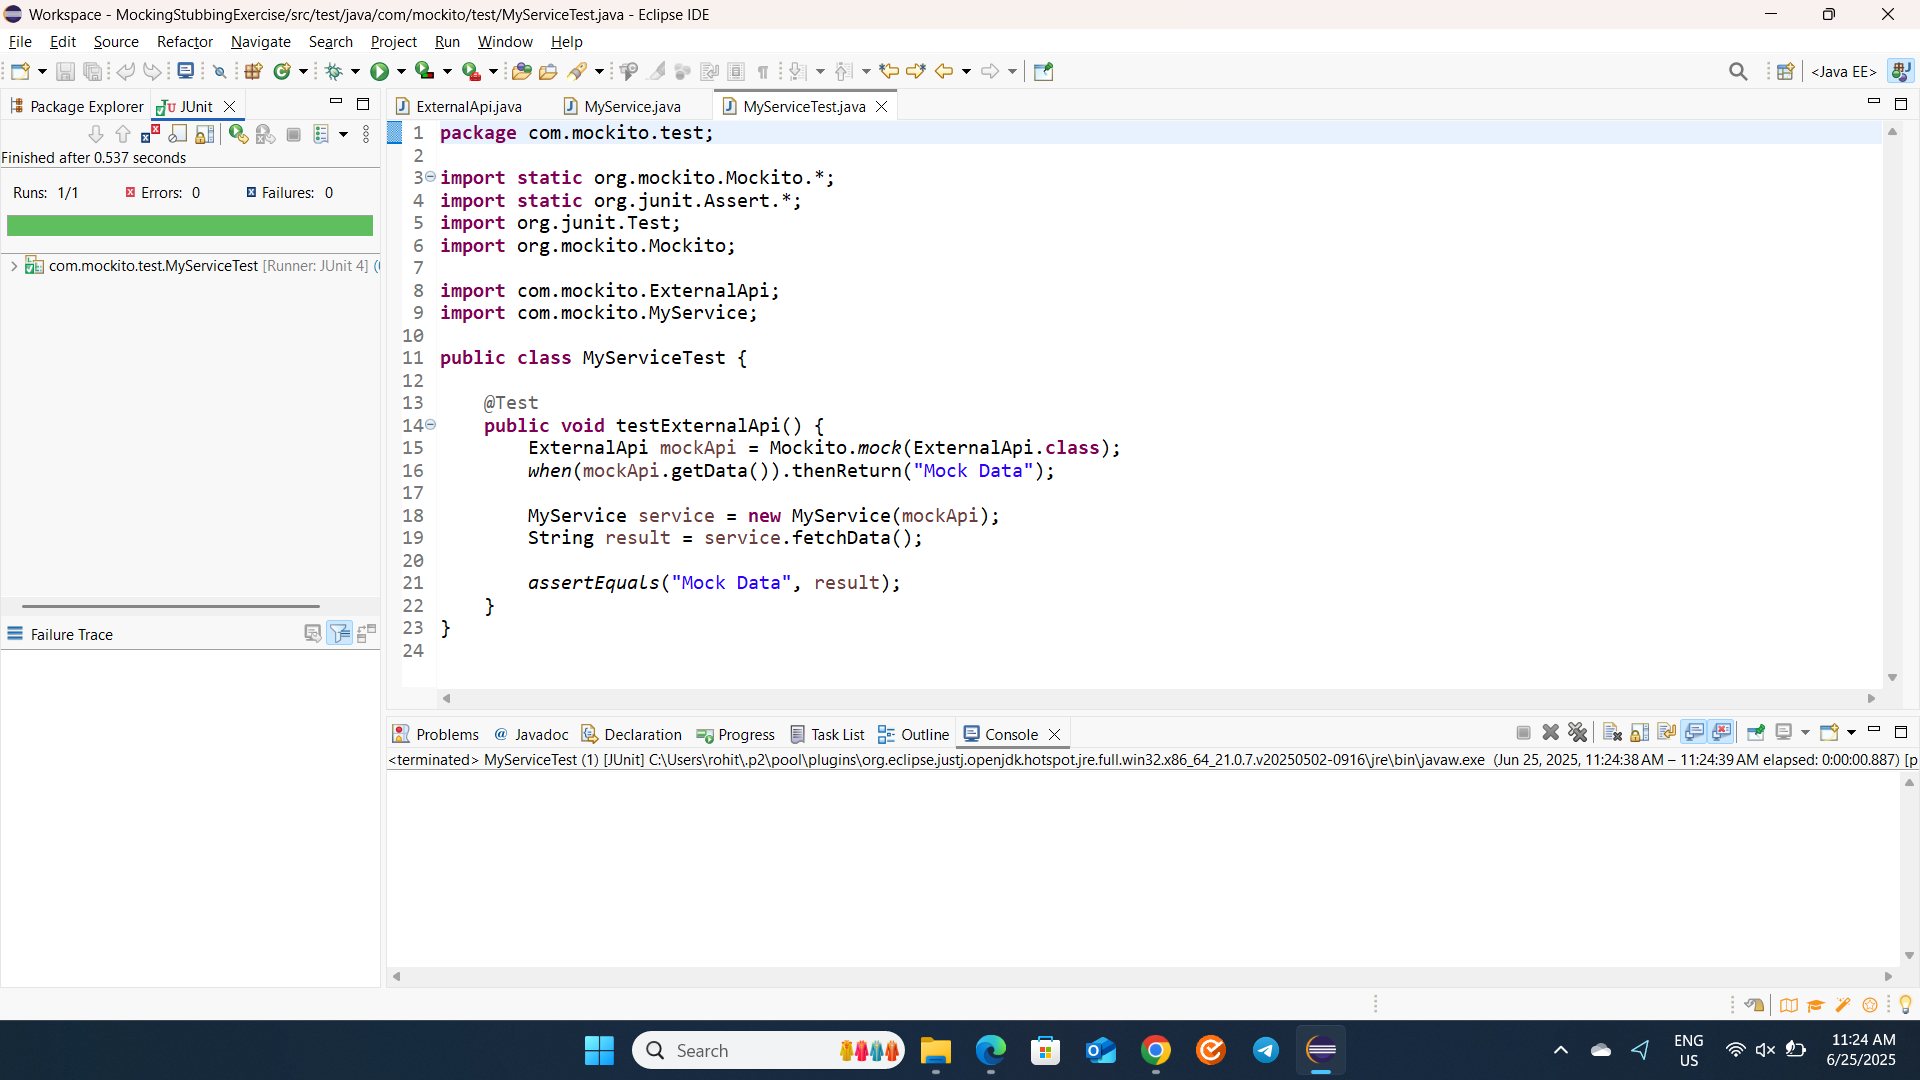 Workspace - MockingStubbingExercise/src/test/java/com/mockito/test/MyServiceTest.java - Eclipse IDE
File Edit Source Refactor Navigate Search Project Run Window Help
<Java EE>
Package Explorer JUnit
Finished after 0.537 seconds
Runs: 1/1 Errors: 0 Failures: 0
com.mockito.test.MyServiceTest [Runner: JUnit 4] (
Failure Trace
ExternalApi.java MyService.java MyServiceTest.java
1 package com.mockito.test;
2
3 import static org.mockito.Mockito.*;
4 import static org.junit.Assert.*;
5 import org.junit.Test;
6 import org.mockito.Mockito;
7
8 import com.mockito.ExternalApi;
9 import com.mockito.MyService;
10
11 public class MyServiceTest {
12
13 @Test
14 public void testExternalApi() {
15 ExternalApi mockApi = Mockito.mock(ExternalApi.class);
16 when(mockApi.getData()).thenReturn("Mock Data");
17
18 MyService service = new MyService(mockApi);
19 String result = service.fetchData();
20
21 assertEquals("Mock Data", result);
22 }
23 }
24
Problems Javadoc Declaration Progress Task List Outline Console
<terminated> MyServiceTest (1) [JUnit] C:\Users\rohit\.p2\pool\plugins\org.eclipse.justj.openjdk.hotspot.jre.full.win32.x86_64_21.0.7.v20250502-0916\jre\bin\javaw.exe (Jun 25, 2025, 11:24:38 AM – 11:24:39 AM elapsed: 0:00:00.887) [p
Search
ENG
US
11:24 AM
6/25/2025